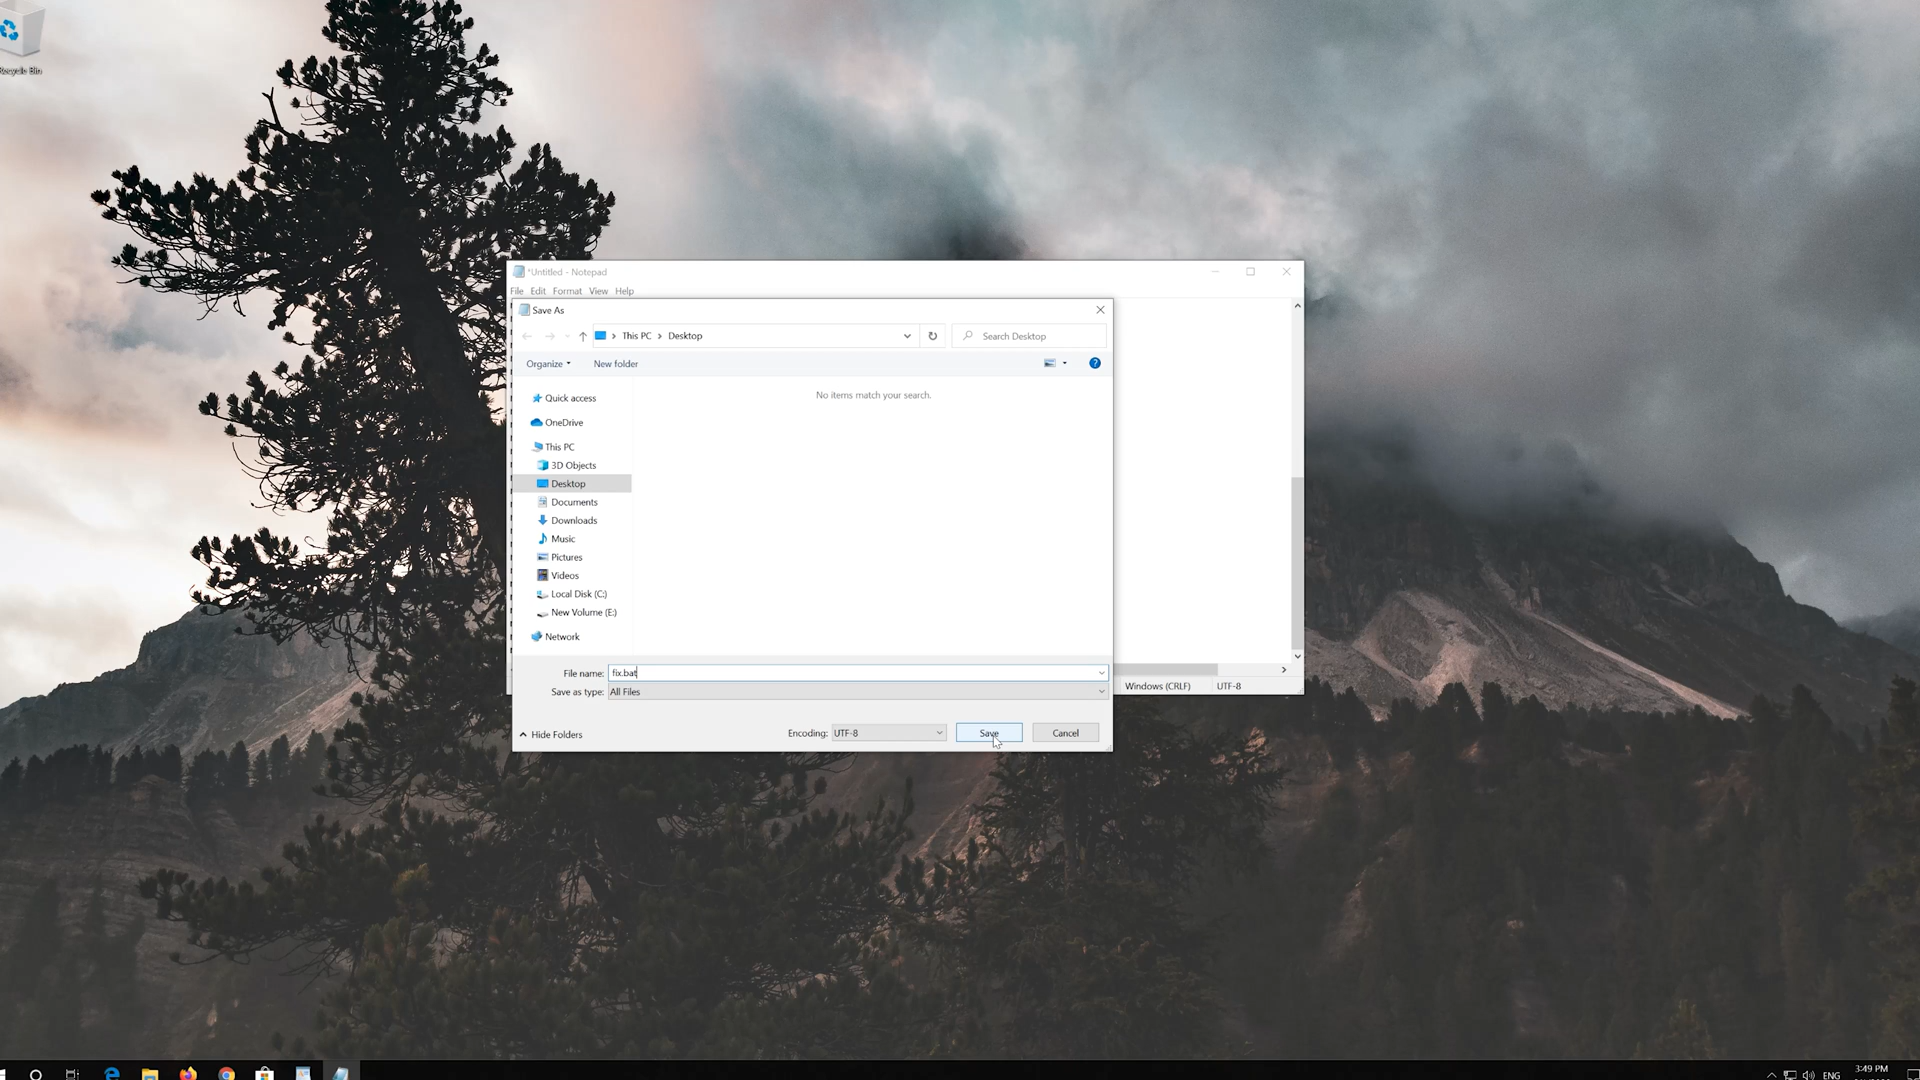 Recycle Bin
*Untitled - Notepad
File Edit Format View Help
Save As
This PC Desktop
Search Desktop
Organize New folder
No items match your search.
Quick access
OneDrive
This PC
3D Objects
Desktop
Documents
Downloads
Music
Pictures
Videos
Local Disk (C:)
New Volume (E:)
Network
File name: fix.bat
Save as type: All Files
Windows (CRLF) UTF-8
Hide Folders Encoding: UTF-8 Save Cancel
ENG 3:49 PM